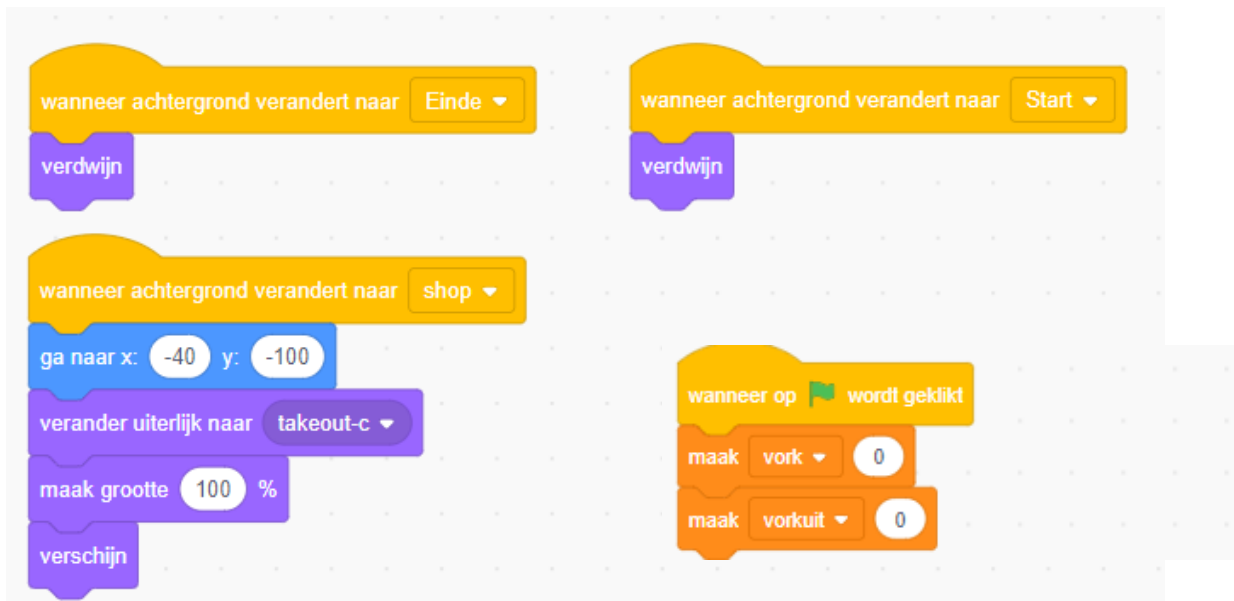 wanneer achtergrond verandert naar Einde
verdwijn
wanneer achtergrond verandert naar Start
verdwijn
wanneer achtergrond verandert naar shop
ga naar x: -40 y: -100
verander uiterlijk naar takeout-c
maak grootte 100 %
verschijn
wanneer op wordt geklikt
maak vork 0
maak vorkuit 0